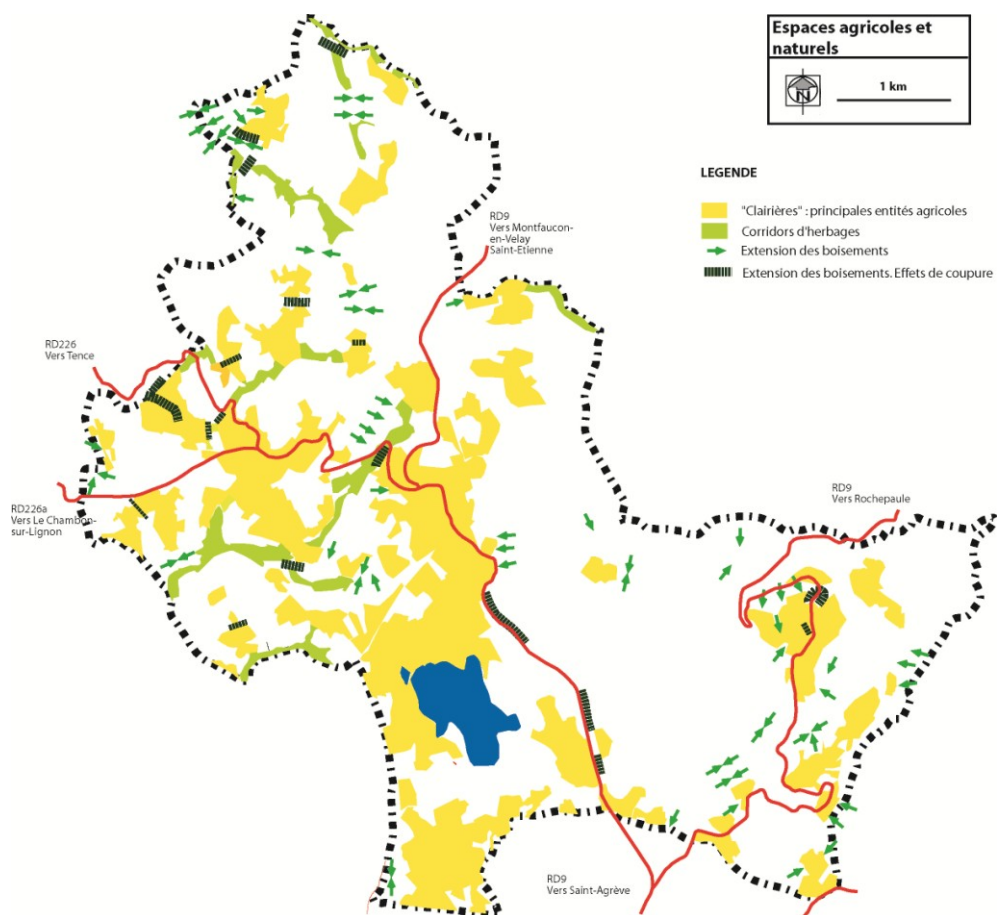 Espaces agricoles et
naturels
N
1 km
LEGENDE
"Clairières" : principales entités agricoles
Corridors d'herbages
Extension des boisements
Extension des boisements. Effets de coupure
RD9
Vers Montfaucon-
en-Velay
Saint-Etienne
RD226
Vers Tence
RD226a
Vers Le Chambon-
sur-Lignon
RD9
Vers Rochepaule
RD9
Vers Saint-Agrève